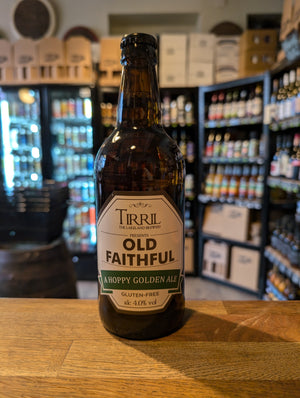 TIRRIL
THE LAKELAND BREWERY
PRESENTS
OLD
FAITHFUL
A HOPPY GOLDEN ALE
GLUTEN-FREE
alc 4.0% vol